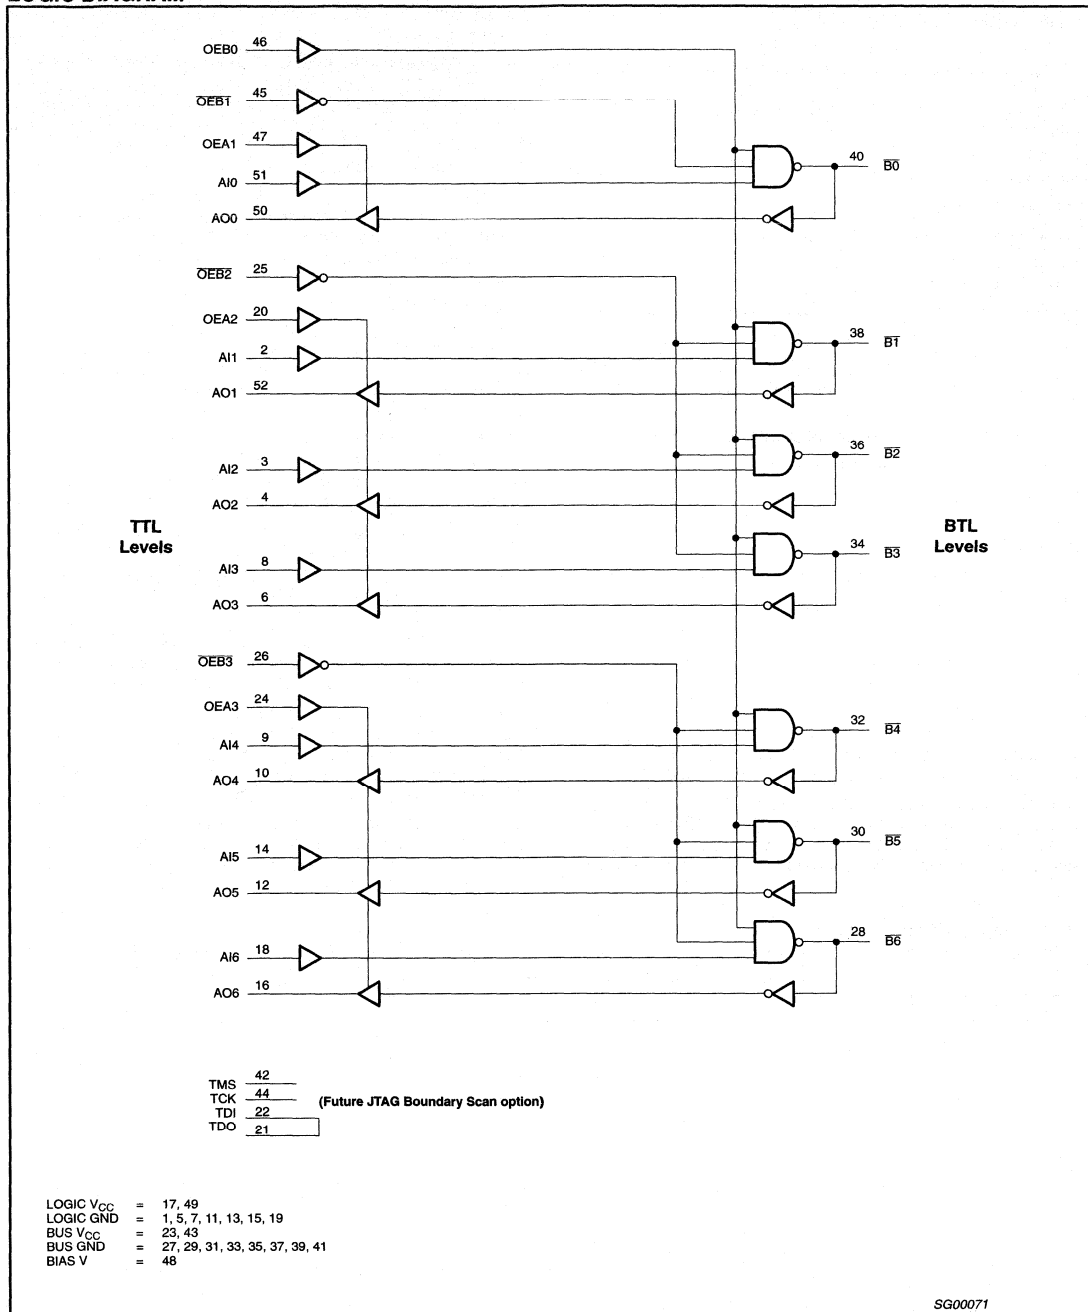 OEB0 46
OEB1 45
OEA1 47
AI0 51
40 B0
AO0 50
OEB2 25
OEA2 20
38 B1
AI1 2
AO1 52
36 B2
AI2 3
AO2 4
TTL
Levels
BTL
Levels
34 B3
AI3 8
AO3 6
OEB3 26
OEA3 24
32 B4
AI4 9
AO4 10
30 B5
AI5 14
AO5 12
28 B6
AI6 18
AO6 16
TMS 42
TCK 44
(Future JTAG Boundary Scan option)
TDI 22
TDO 21
LOGIC VCC = 17, 49
LOGIC GND = 1, 5, 7, 11, 13, 15, 19
BUS VCC = 23, 43
BUS GND = 27, 29, 31, 33, 35, 37, 39, 41
BIAS V = 48
SG00071